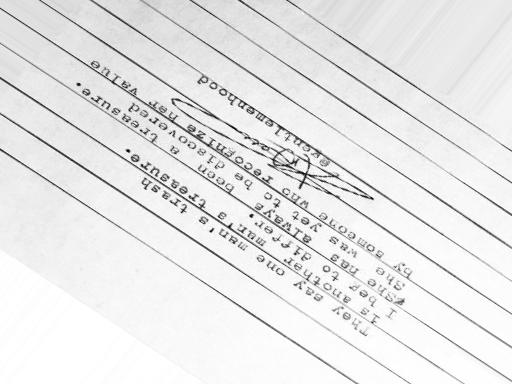 They say one man's trash
is another man's treasure.
I beg to differ.
She has always been a treasure.
She was yet to be discovered
by someone who recognize her value
@gentlemenhood